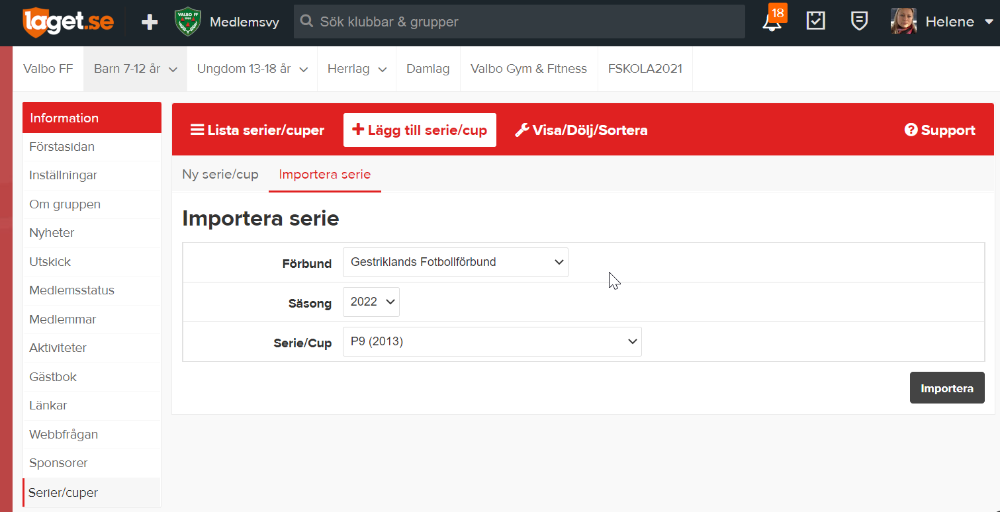 laget.se
VALBO FF
Medlemsvy
Sök klubbar & grupper
18
Helene
Valbo FF
Barn 7-12 år
Ungdom 13-18 år
Herrlag
Damlag
Valbo Gym & Fitness
FSKOLA2021
Information
Förstasidan
Inställningar
Om gruppen
Nyheter
Utskick
Medlemsstatus
Medlemmar
Aktiviteter
Gästbok
Länkar
Webbfrågan
Sponsorer
Serier/cuper
Lista serier/cuper
Lägg till serie/cup
Visa/Dölj/Sortera
Support
Ny serie/cup
Importera serie
Importera serie
Förbund
Gestriklands Fotbollförbund
Säsong
2022
Serie/Cup
P9 (2013)
Importera